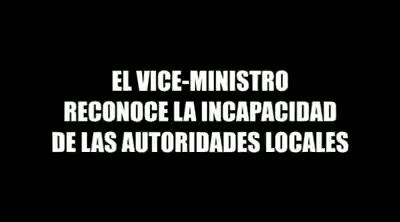 EL VICE-MINISTRO
RECONOCE LA INCAPACIDAD
DE LAS AUTORIDADES LOCALES